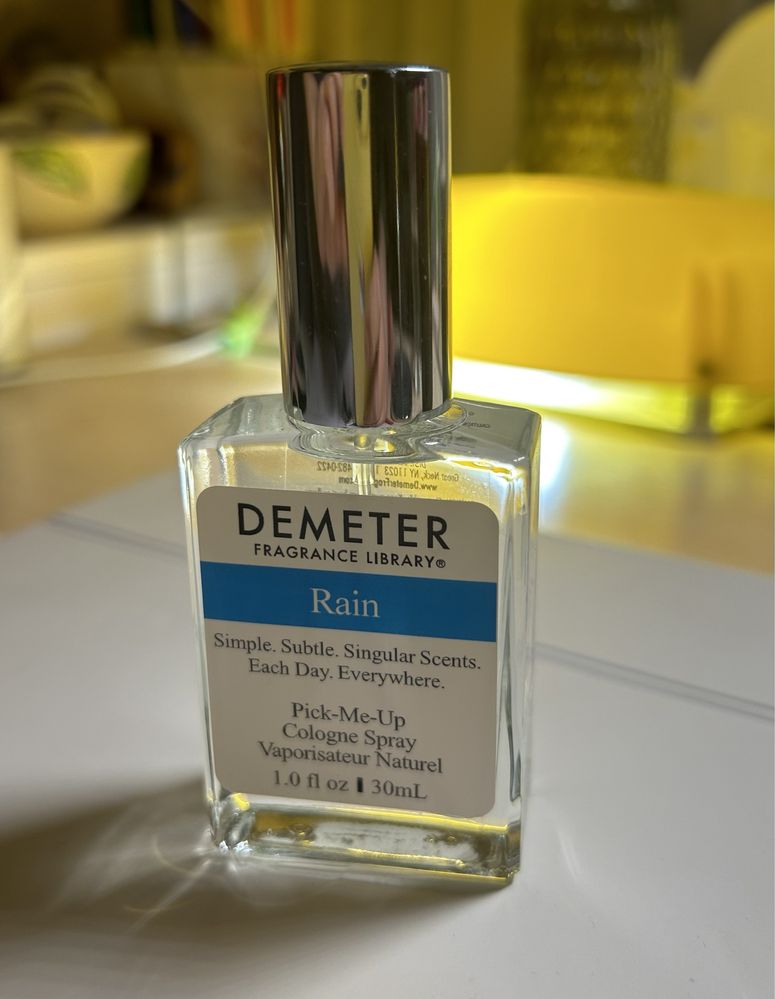 DEMETER
FRAGRANCE LIBRARY®
Rain
Simple. Subtle. Singular Scents.
Each Day. Everywhere.
Pick-Me-Up
Cologne Spray
Vaporisateur Naturel
1.0 fl oz ▮ 30mL